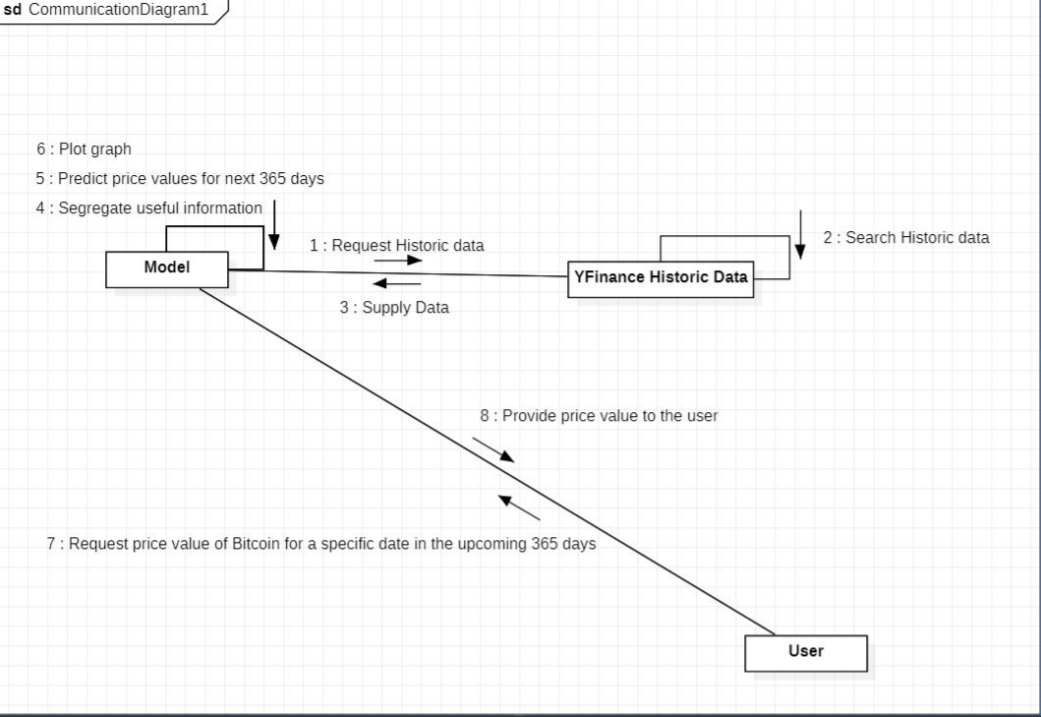 sd CommunicationDiagram1
6 : Plot graph
5 : Predict price values for next 365 days
4 : Segregate useful information
1 : Request Historic data
2 : Search Historic data
Model
YFinance Historic Data
3 : Supply Data
8 : Provide price value to the user
7 : Request price value of Bitcoin for a specific date in the upcoming 365 days
User